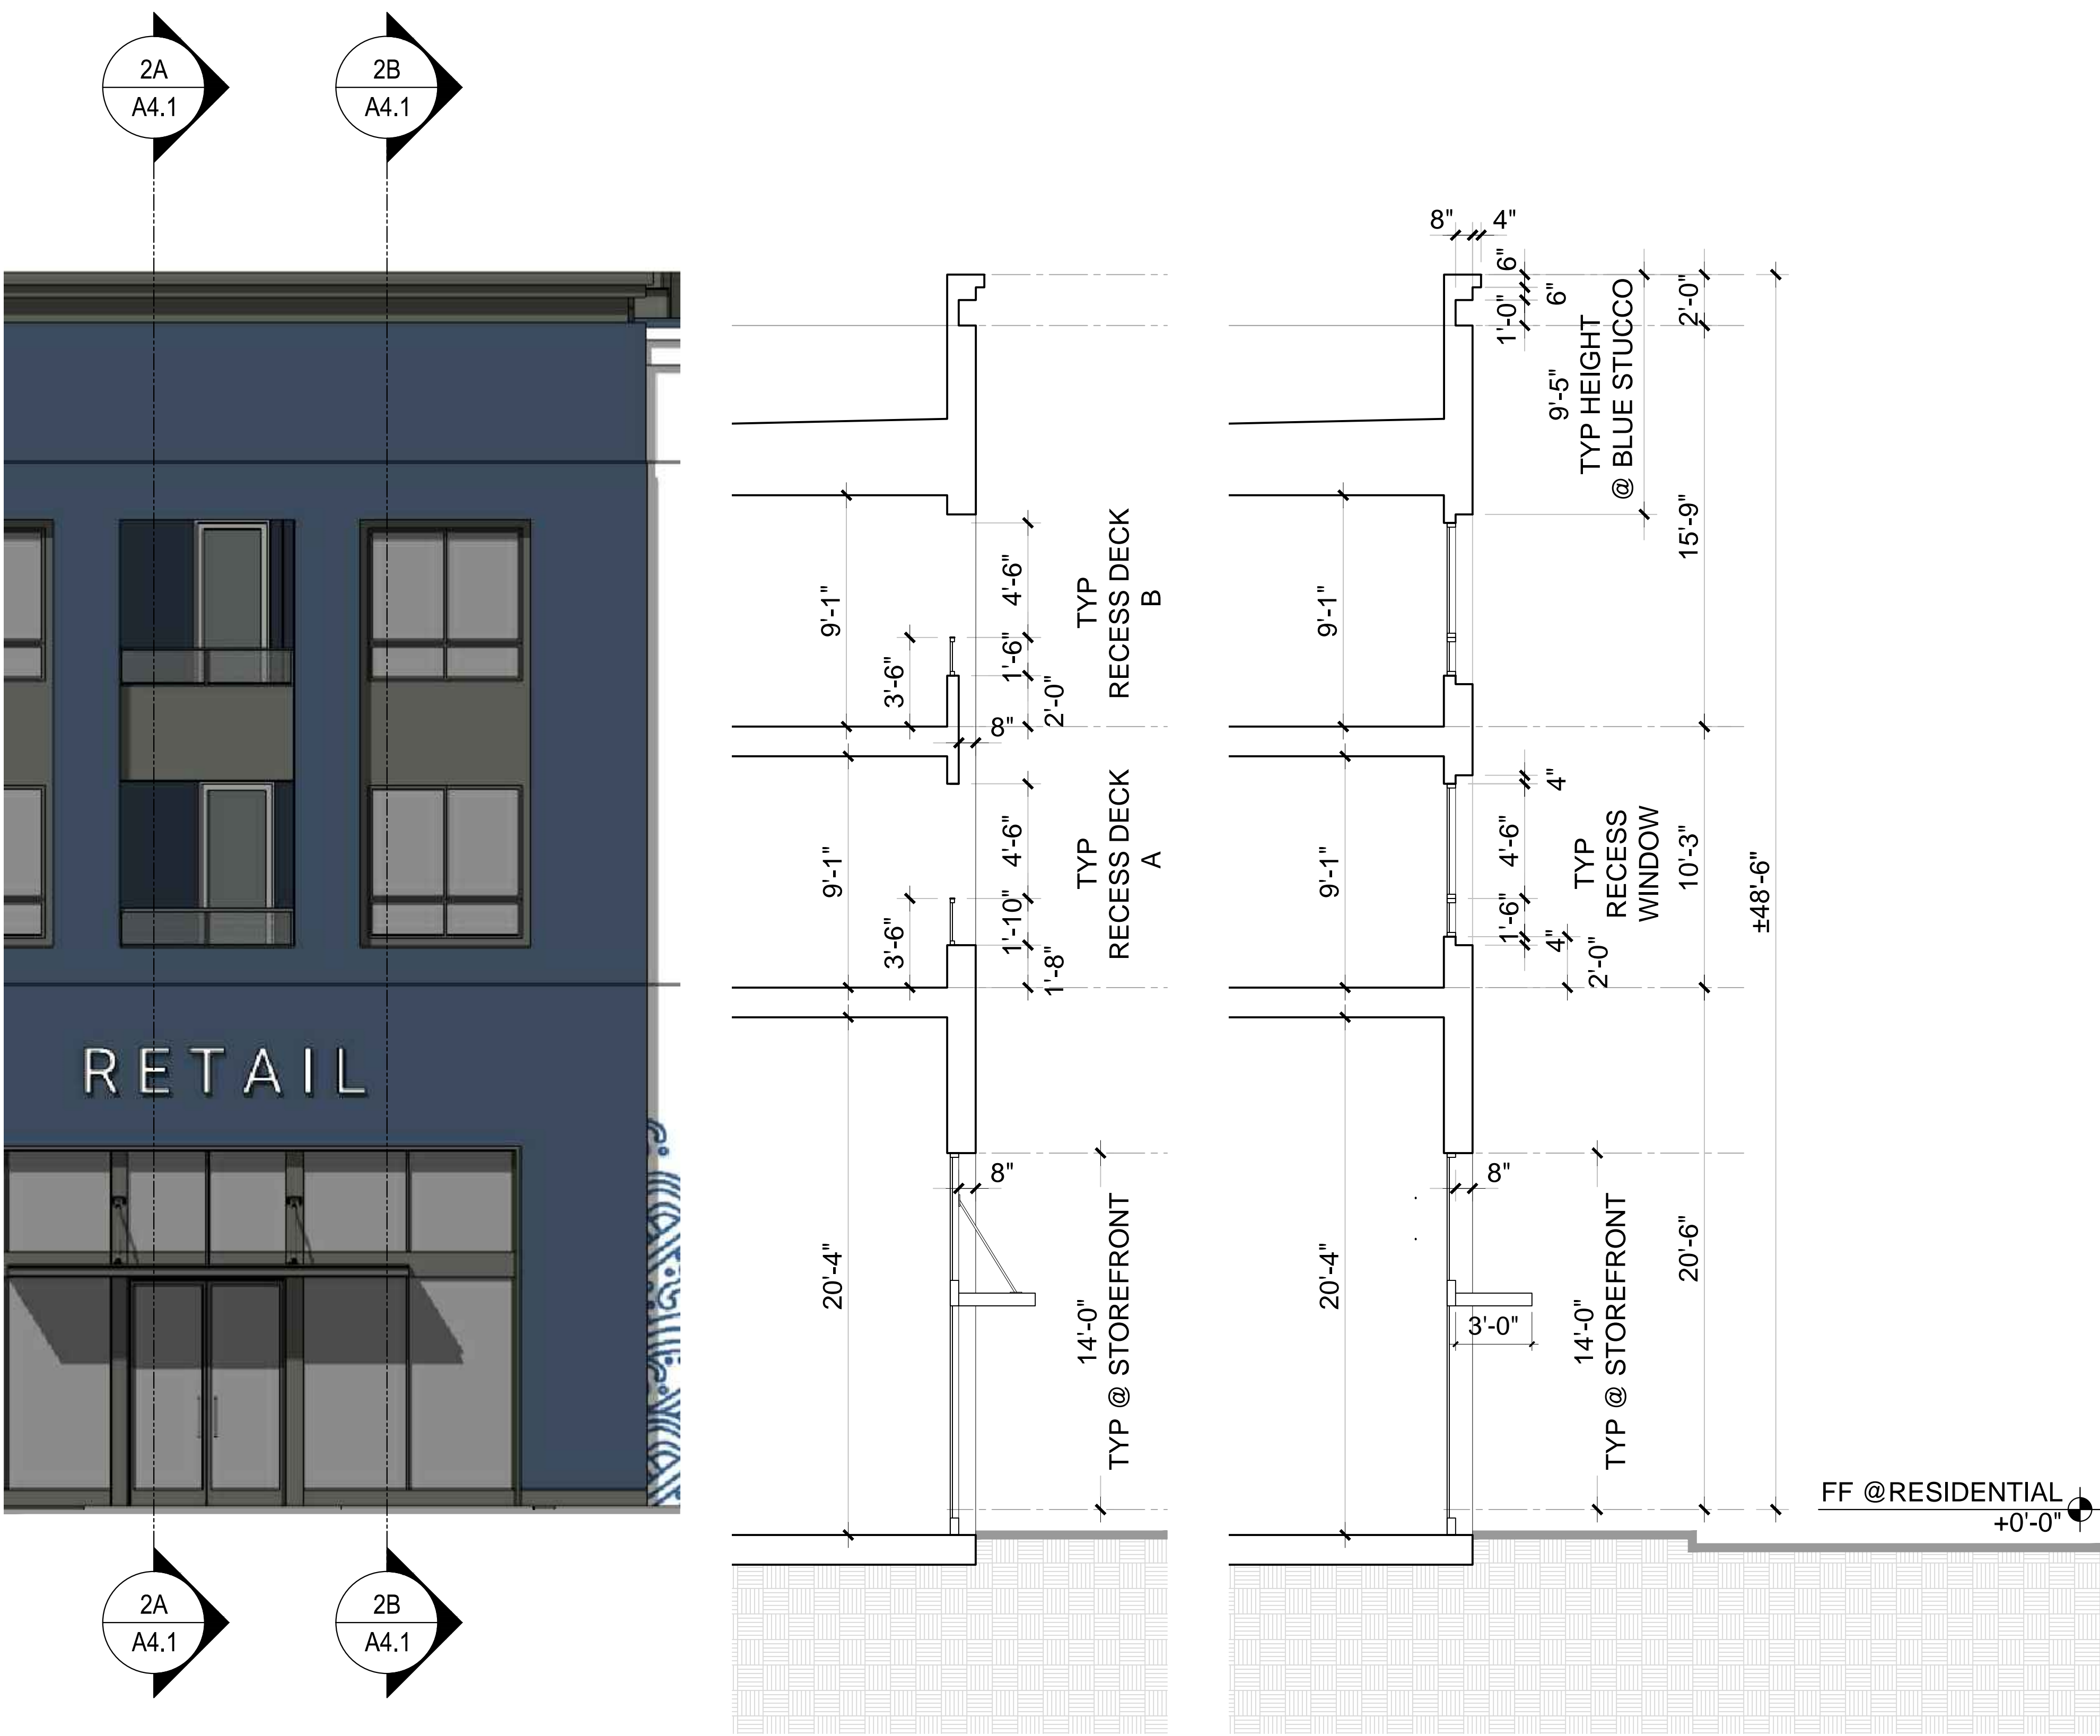 2A
A4.1
2B
A4.1
RETAIL
2A
A4.1
2B
A4.1
9'-1"
3'-6"
4'-6"
1'-6"
2'-0"
8"
TYP
RECESS DECK
B
9'-1"
3'-6"
4'-6"
1'-10"
1'-8"
TYP
RECESS DECK
A
20'-4"
8"
14'-0"
TYP @ STOREFRONT
8"
4"
6"
6"
1'-0"
9'-5"
TYP HEIGHT
@ BLUE STUCCO
2'-0"
15'-9"
9'-1"
9'-1"
4"
4'-6"
1'-6"
4"
2'-0"
TYP
RECESS
WINDOW
10'-3"
±48'-6"
20'-4"
8"
3'-0"
14'-0"
TYP @ STOREFRONT
20'-6"
FF @RESIDENTIAL
+0'-0"